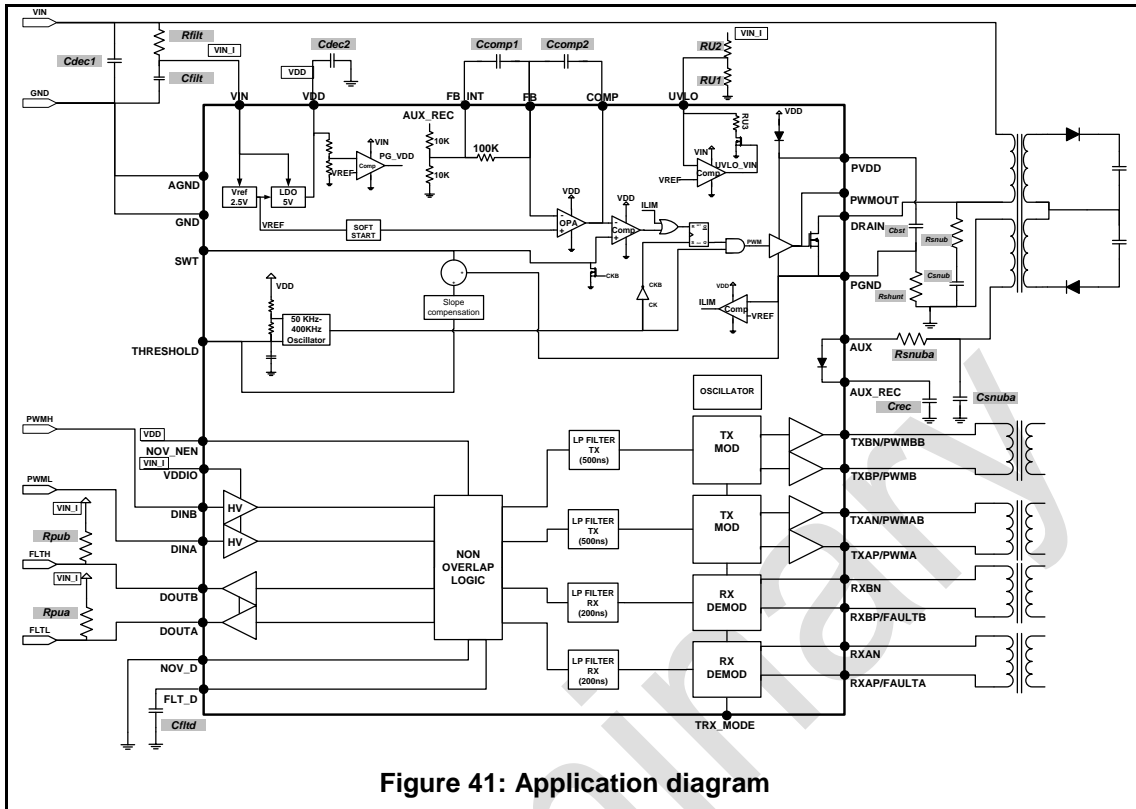 VIN
Rfilt
VIN_I
Cdec2
Ccomp1
Ccomp2
RU2
VIN_I
Cdec1
Cfilt
VDD
RU1
GND
VIN
VDD
FB_INT
FB
COMP
UVLO
AUX_REC
10K
10K
100K
VIN
Comp
PG_VDD
VREF
RU3
VIN
Comp
UVLO_VIN
VREF
VDD
PVDD
AGND
Vref
2.5V
LDO
5V
VDD
OPA
VDD
Comp
ILIM
PWM
PWMOUT
DRAIN
GND
VREF
SOFT
START
Cbst
Rsnub
SWT
CKB
CKB
CK
VDD
Comp
ILIM
VREF
PGND
Rshunt
Csnub
VDD
Slope
compensation
50 KHz-
400KHz
Oscillator
THRESHOLD
AUX
Rsnuba
AUX_REC
Crec
Csnuba
OSCILLATOR
PWMH
VDD
NOV_NEN
VIN_I
VDDIO
LP FILTER
TX
(500ns)
TX
MOD
TXBN/PWMBB
TXBP/PWMB
PWML
VIN_I
Rpub
DINB
HV
DINA
HV
NON
OVERLAP
LOGIC
LP FILTER
TX
(500ns)
TX
MOD
TXAN/PWMAB
TXAP/PWMA
FLTH
VIN_I
Rpua
DOUTB
LP FILTER
RX
(200ns)
RX
DEMOD
RXBN
RXBP/FAULTB
FLTL
DOUTA
LP FILTER
RX
(200ns)
RX
DEMOD
RXAN
RXAP/FAULTA
NOV_D
FLT_D
Cfltd
TRX_MODE
Figure 41: Application diagram